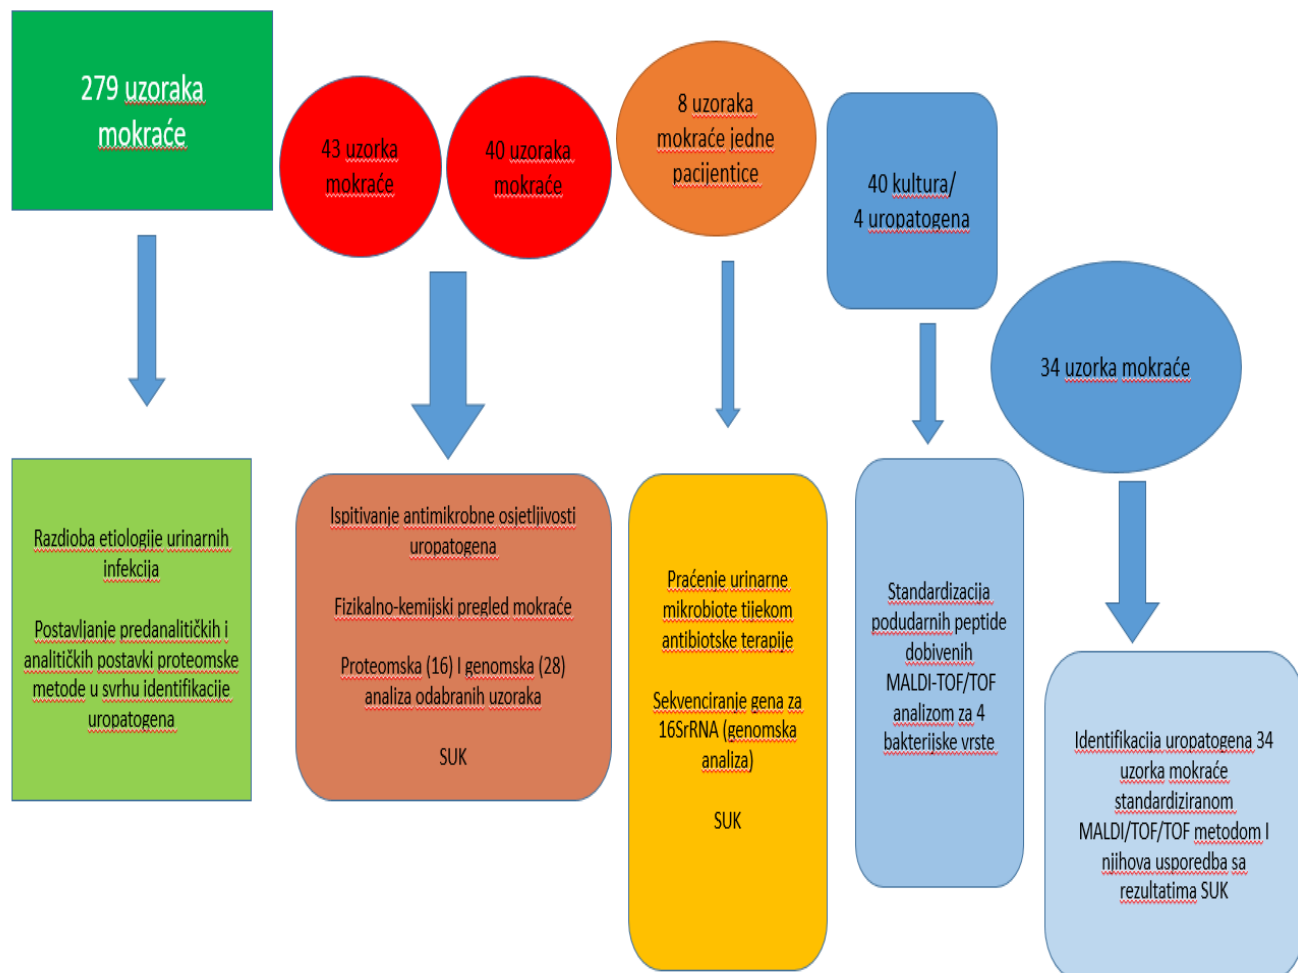 279 uzoraka
mokraće
43 uzorka
mokraće
40 uzoraka
mokraće
8 uzoraka
mokraće jedne
pacijentice
40 kultura/
4 uropatogena
34 uzorka mokraće
Razdioba etiologije urinarnih
infekcija
Postavljanje predanalitičkih i
analitičkih postavki proteomske
metode u svrhu identifikacije
uropatogena
Ispitivanje antimikrobne osjetljivosti
uropatogena
Fizikalno-kemijski pregled mokraće
Proteomska (16) I genomska (28)
analiza odabranih uzoraka
SUK
Praćenje urinarne
mikrobiote tijekom
antibiotske terapije
Sekvenciranje gena za
16SrRNA (genomska
analiza)
SUK
Standardizacija
podudarnih peptide
dobivenih
MALDI-TOF/TOF
analizom za 4
bakterijske vrste
Identifikacija uropatogena 34
uzorka mokraće
standardiziranom
MALDI/TOF/TOF metodom I
njihova usporedba sa
rezultatima SUK